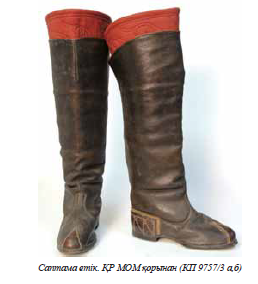 Саптама етік. ҚР МОМ қорынан (КП 9757/3 а,б)